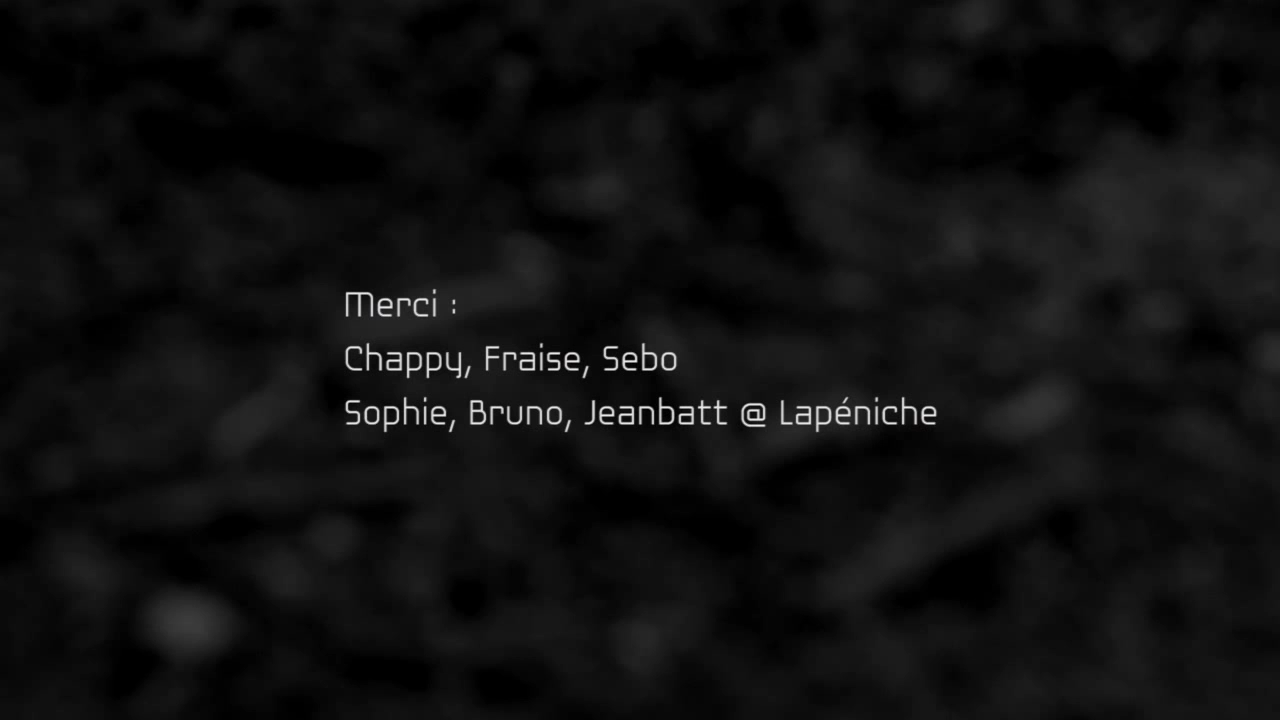 Merci :
Chappy, Fraise, Sebo
Sophie, Bruno, Jeanbatt @ Lapéniche